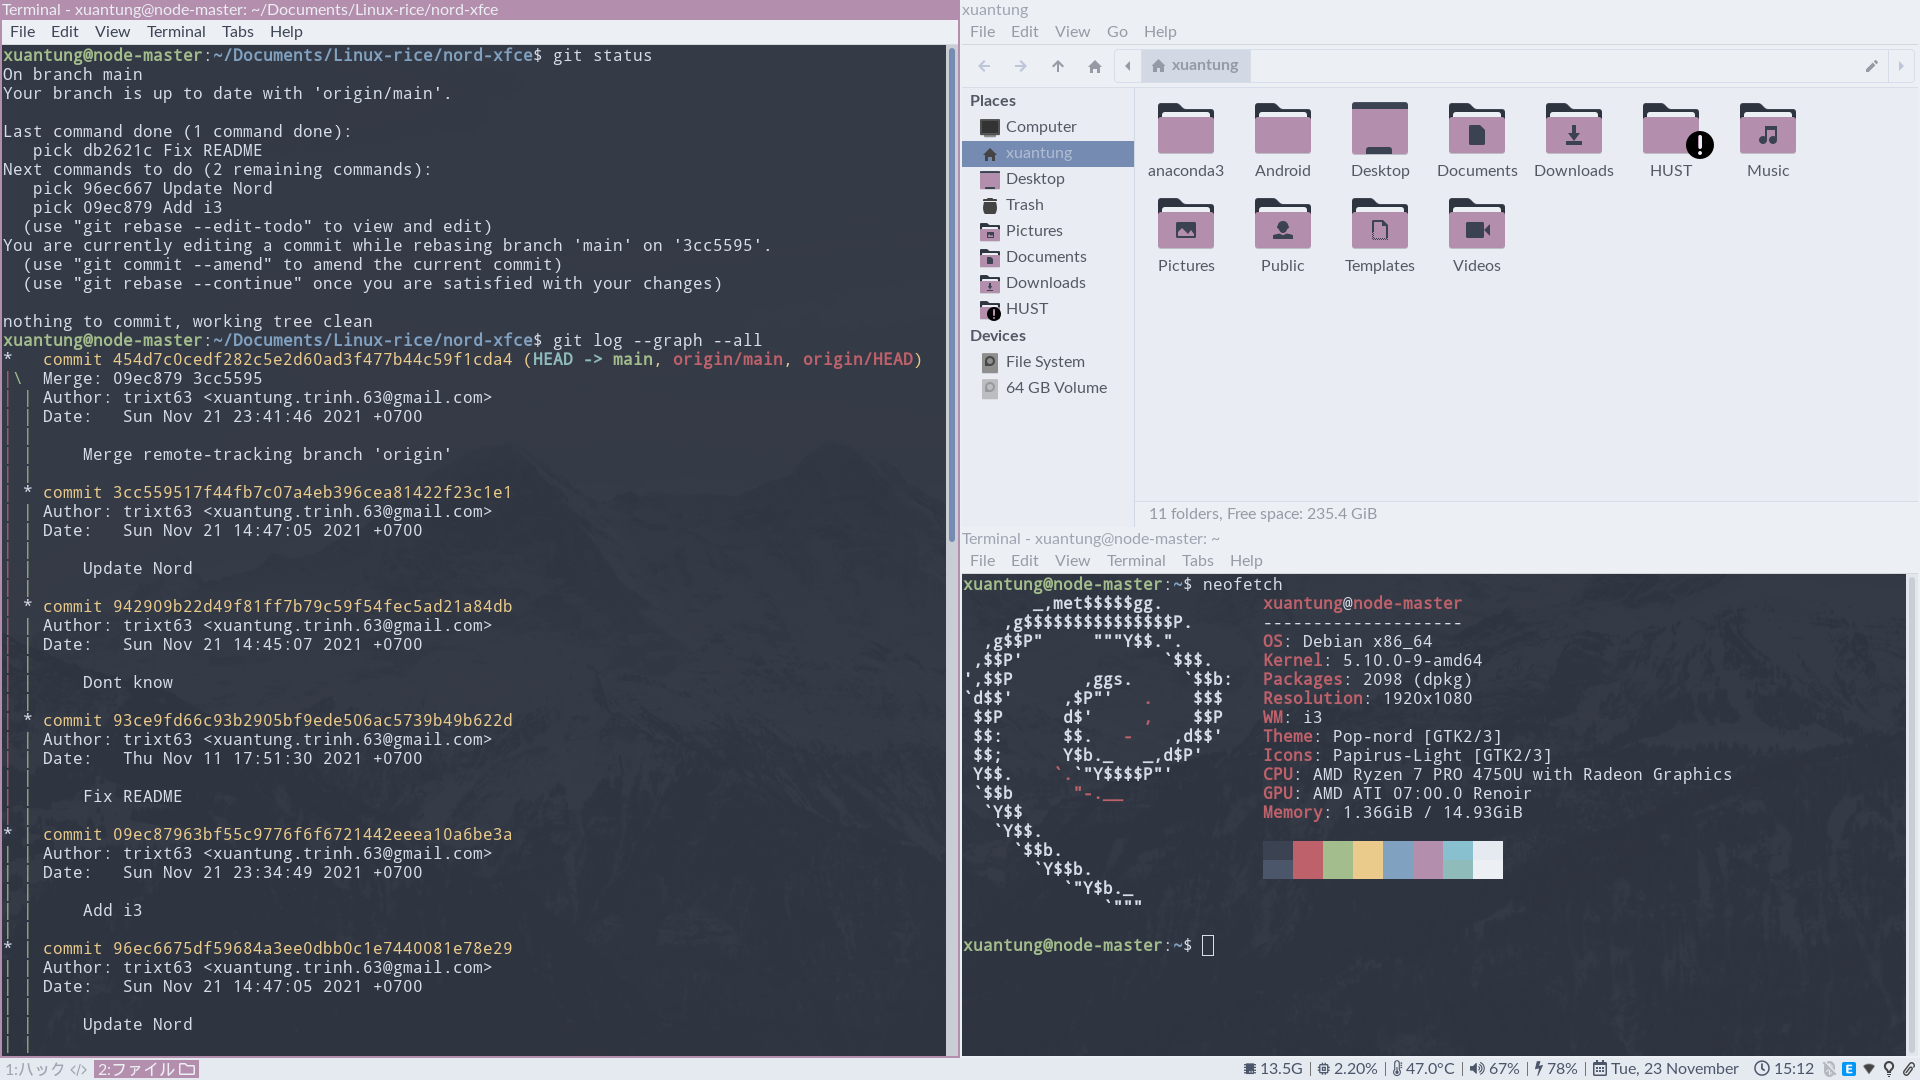 Terminal - xuantung@node-master: ~/Documents/Linux-rice/nord-xfce
File Edit View Terminal Tabs Help
xuantung@node-master:~/Documents/Linux-rice/nord-xfce$ git status
On branch main
Your branch is up to date with 'origin/main'.
Last command done (1 command done):
pick db2621c Fix README
Next commands to do (2 remaining commands):
pick 96ec667 Update Nord
pick 09ec879 Add i3
(use "git rebase --edit-todo" to view and edit)
You are currently editing a commit while rebasing branch 'main' on '3cc5595'.
(use "git commit --amend" to amend the current commit)
(use "git rebase --continue" once you are satisfied with your changes)
nothing to commit, working tree clean
xuantung@node-master:~/Documents/Linux-rice/nord-xfce$ git log --graph --all
* commit 454d7c0cedf282c5e2d60ad3f477b44c59f1cda4 (HEAD -> main, origin/main, origin/HEAD)
|\ Merge: 09ec879 3cc5595
| | Author: trixt63 <xuantung.trinh.63@gmail.com>
| | Date: Sun Nov 21 23:41:46 2021 +0700
| |
| | Merge remote-tracking branch 'origin'
| |
| * commit 3cc559517f44fb7c07a4eb396cea81422f23c1e1
| | Author: trixt63 <xuantung.trinh.63@gmail.com>
| | Date: Sun Nov 21 14:47:05 2021 +0700
| |
| | Update Nord
| |
| * commit 942909b22d49f81ff7b79c59f54fec5ad21a84db
| | Author: trixt63 <xuantung.trinh.63@gmail.com>
| | Date: Sun Nov 21 14:45:07 2021 +0700
| |
| | Dont know
| |
| * commit 93ce9fd66c93b2905bf9ede506ac5739b49b622d
| | Author: trixt63 <xuantung.trinh.63@gmail.com>
| | Date: Thu Nov 11 17:51:30 2021 +0700
| |
| | Fix README
| |
* | commit 09ec87963bf55c9776f6f6721442eeea10a6be3a
| | Author: trixt63 <xuantung.trinh.63@gmail.com>
| | Date: Sun Nov 21 23:34:49 2021 +0700
| |
| | Add i3
| |
* | commit 96ec6675df59684a3ee0dbb0c1e7440081e78e29
| | Author: trixt63 <xuantung.trinh.63@gmail.com>
| | Date: Sun Nov 21 14:47:05 2021 +0700
| |
| | Update Nord
| |
xuantung
File Edit View Go Help
xuantung
Places
Computer
xuantung
Desktop
Trash
Pictures
Documents
Downloads
HUST
Devices
File System
64 GB Volume
anaconda3 Android Desktop Documents Downloads HUST Music
Pictures Public Templates Videos
11 folders, Free space: 235.4 GiB
Terminal - xuantung@node-master: ~
File Edit View Terminal Tabs Help
xuantung@node-master:~$ neofetch
_,met$$$$$gg. xuantung@node-master
,g$$$$$$$$$$$$$$$P. --------------------
,g$$P" """Y$$.". OS: Debian x86_64
,$$P' `$$$. Kernel: 5.10.0-9-amd64
',$$P ,ggs. `$$b: Packages: 2098 (dpkg)
`d$$' ,$P"' . $$$ Resolution: 1920x1080
$$P d$' , $$P WM: i3
$$: $$. - ,d$$' Theme: Pop-nord [GTK2/3]
$$; Y$b._ _,d$P' Icons: Papirus-Light [GTK2/3]
Y$$. `.`"Y$$$$P"' CPU: AMD Ryzen 7 PRO 4750U with Radeon Graphics
`$$b "-.__ GPU: AMD ATI 07:00.0 Renoir
`Y$$ Memory: 1.36GiB / 14.93GiB
`Y$$.
`$$b.
`Y$$b.
`"Y$b._
`"""
xuantung@node-master:~$
1:ハック </> 2:ファイル 13.5G | 2.20% | 47.0°C | 67% | 78% | Tue, 23 November 15:12 E